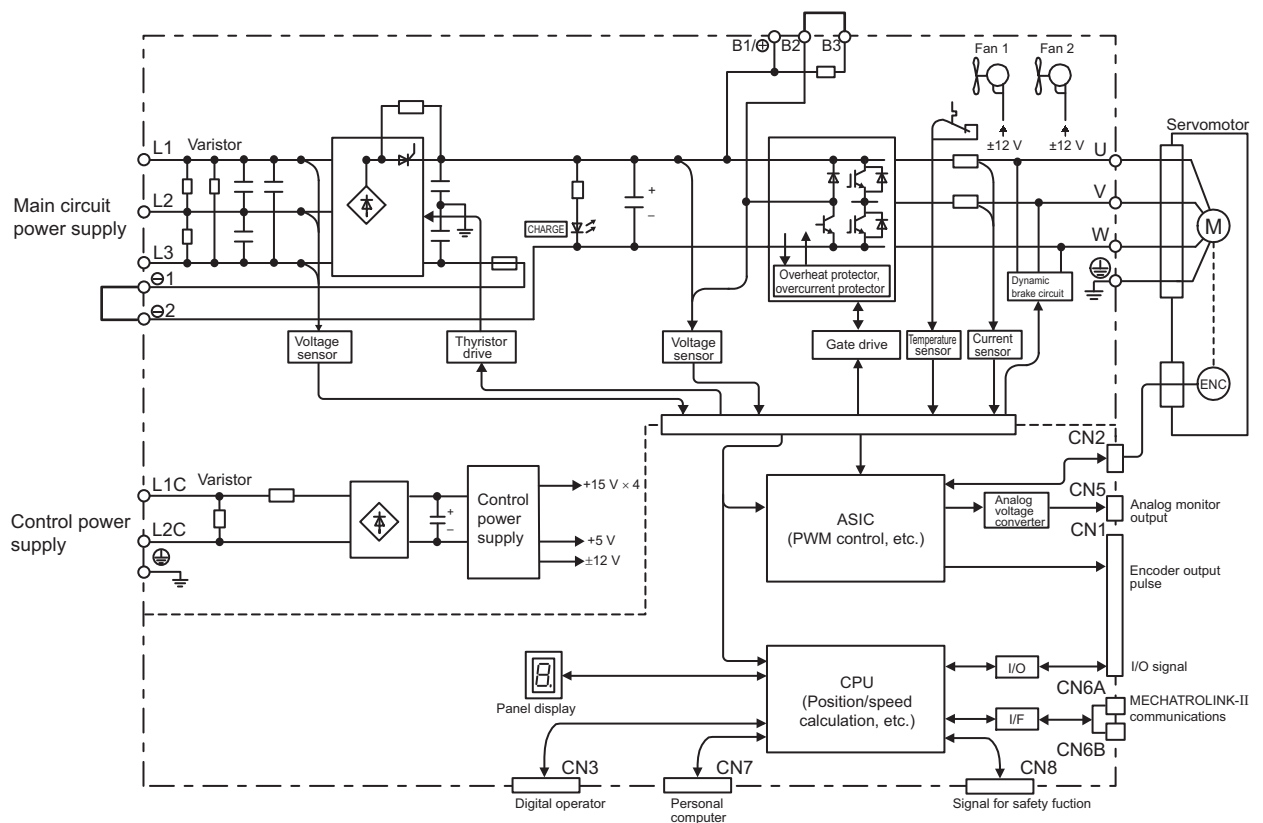 B1/⊕ B2 B3
Fan 1 Fan 2
±12 V ±12 V
Servomotor
Main circuit
power supply
L1
Varistor
L2
L3
⊖1
⊖2
CHARGE
+
–
Overheat protector,
overcurrent protector
U
V
W
M
Dynamic
brake circuit
Voltage
sensor
Thyristor
drive
Voltage
sensor
Gate drive
Temperature
sensor
Current
sensor
ENC
CN2
Control power
supply
L1C
Varistor
L2C
+
–
Control
power
supply
+15 V × 4
+5 V
±12 V
ASIC
(PWM control, etc.)
Analog
voltage
converter
CN5
Analog monitor
output
CN1
Encoder output
pulse
I/O
I/O signal
Panel display
8.
CPU
(Position/speed
calculation, etc.)
I/F
CN6A
MECHATROLINK-II
communications
CN6B
CN3
Digital operator
CN7
Personal
computer
CN8
Signal for safety fuction